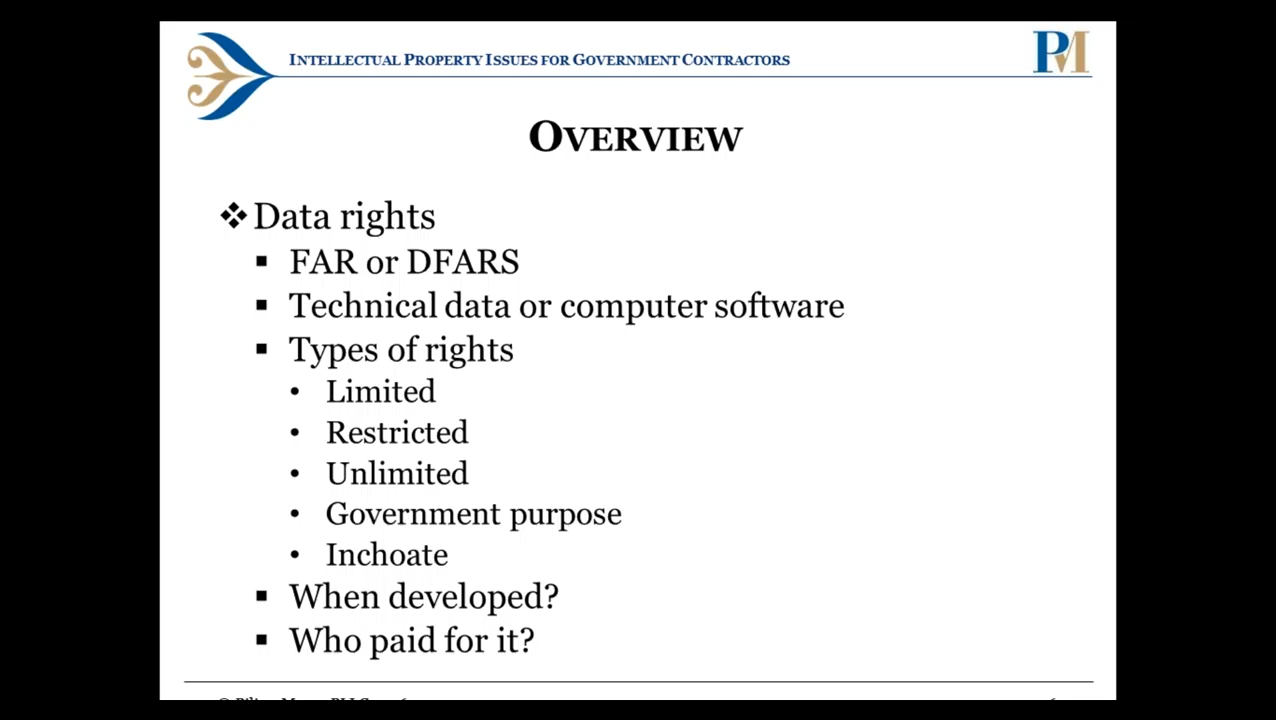 INTELLECTUAL PROPERTY ISSUES FOR GOVERNMENT CONTRACTORS
PM
OVERVIEW
❖ Data rights
▪ FAR or DFARS
▪ Technical data or computer software
▪ Types of rights
• Limited
• Restricted
• Unlimited
• Government purpose
• Inchoate
▪ When developed?
▪ Who paid for it?